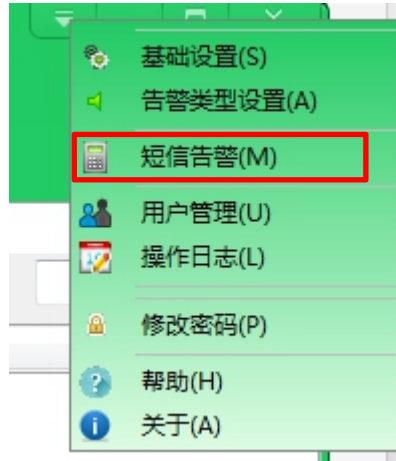 基础设置(S)
告警类型设置(A)
短信告警(M)
用户管理(U)
操作日志(L)
修改密码(P)
帮助(H)
关于(A)